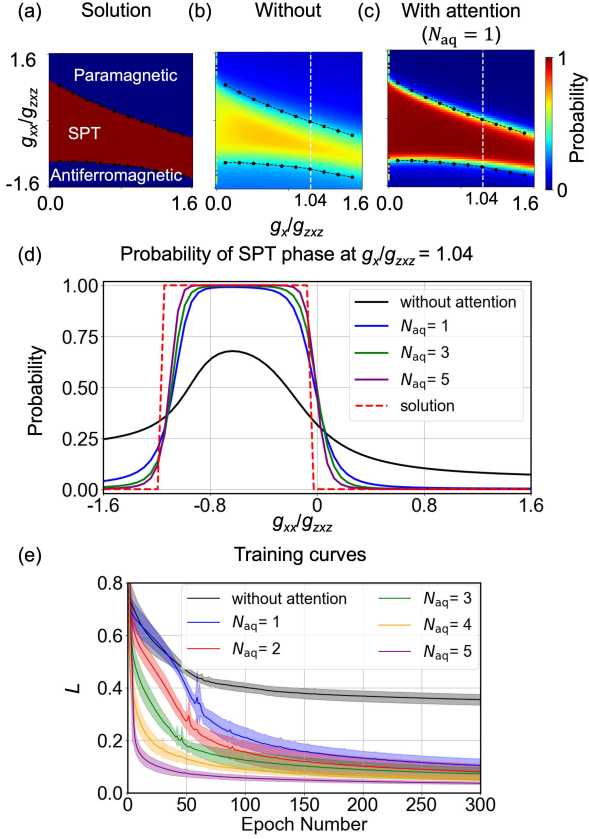 (a) Solution (b) Without (c) With attention
(N_aq = 1)
g_xx/g_zxz
1.6
-1.6
Paramagnetic
SPT
Antiferromagnetic
0.0 1.6
0.0 1.04 1.6
0.0 1.04 1.6
g_x/g_zxz
1
0
Probability
(d) Probability of SPT phase at g_x/g_zxz = 1.04
Probability
1.00
0.75
0.50
0.25
0.00
without attention
N_aq = 1
N_aq = 3
N_aq = 5
solution
-1.6 -0.8 0 0.8 1.6
g_xx/g_zxz
(e) Training curves
L
0.8
0.6
0.4
0.2
0.0
without attention
N_aq = 1
N_aq = 2
N_aq = 3
N_aq = 4
N_aq = 5
0 50 100 150 200 250 300
Epoch Number